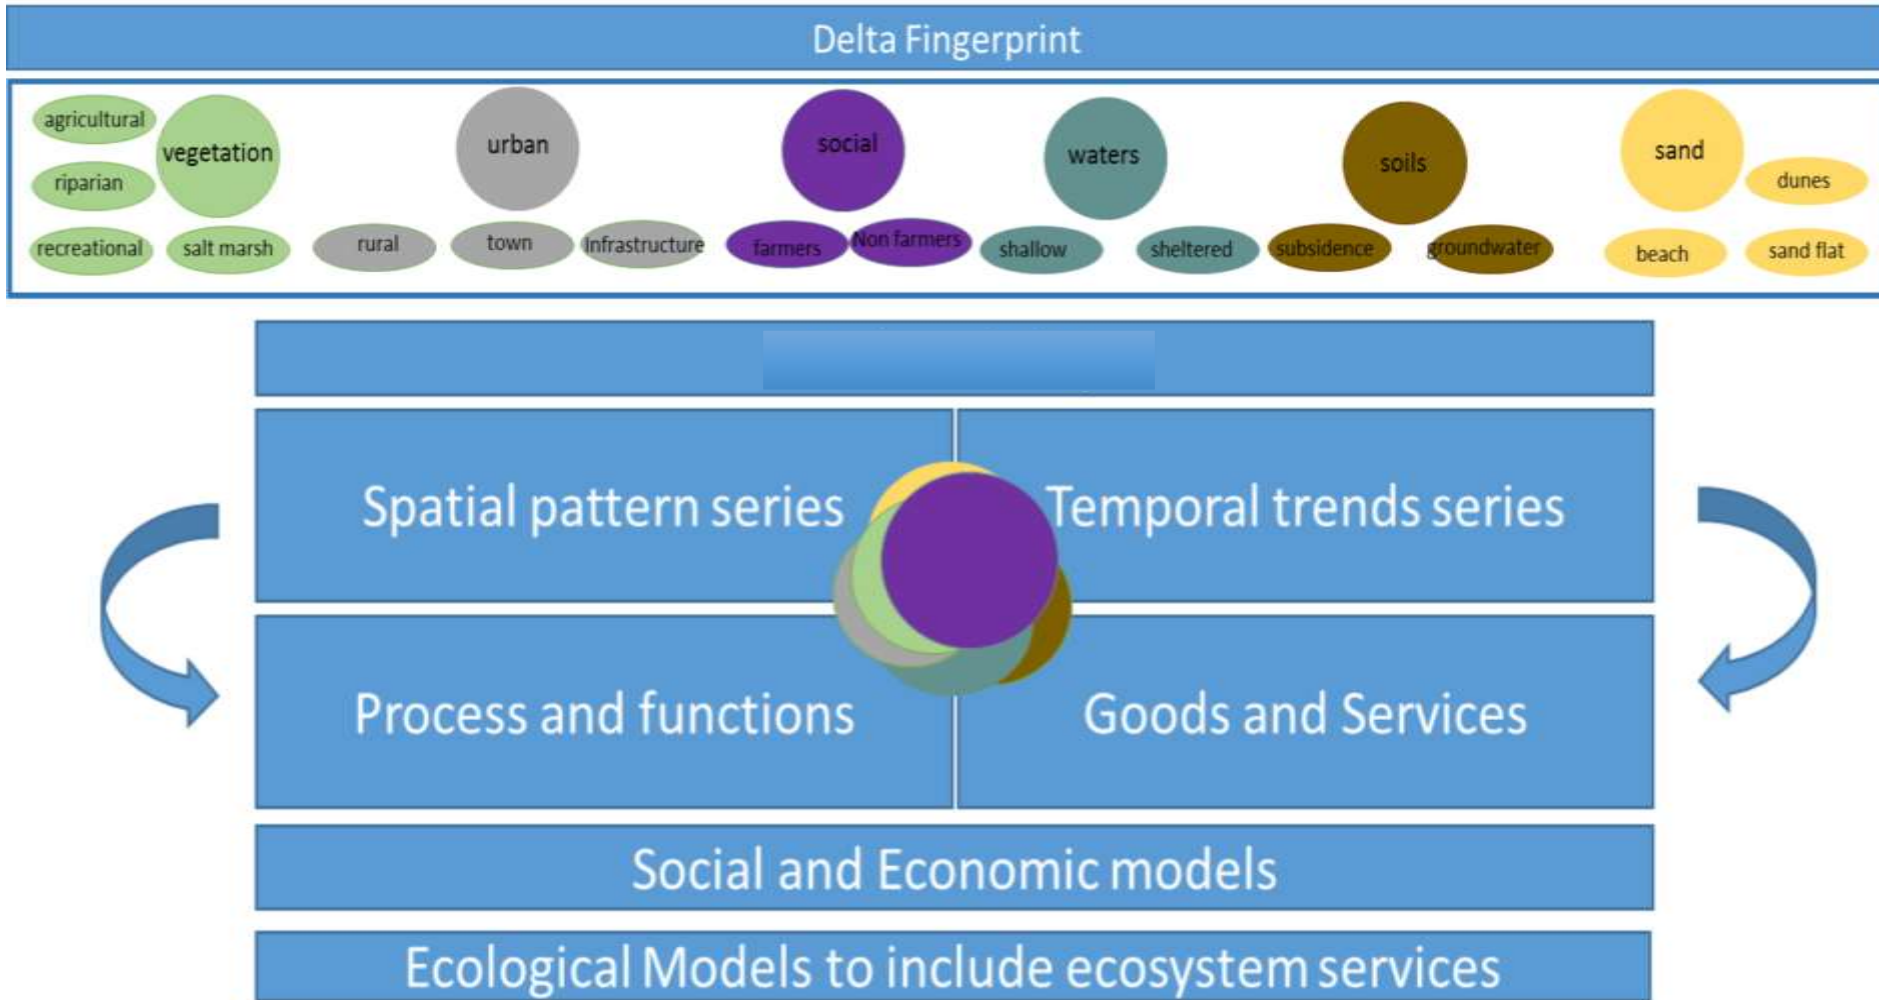 Delta Fingerprint
agricultural
vegetation
riparian
recreational
salt marsh
urban
rural
town
Infrastructure
social
farmers
Non farmers
waters
shallow
sheltered
soils
subsidence
groundwater
sand
dunes
beach
sand flat
Spatial pattern series
Temporal trends series
Process and functions
Goods and Services
Social and Economic models
Ecological Models to include ecosystem services